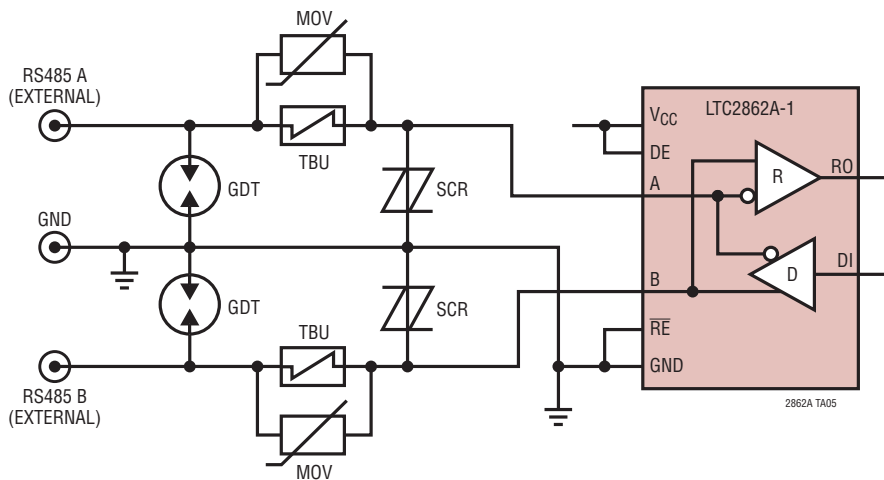 MOV
RS485 A
(EXTERNAL)
TBU
GDT
SCR
GND
GDT
SCR
TBU
RS485 B
(EXTERNAL)
MOV
LTC2862A-1
VCC
DE
A
R
RO
D
DI
B
RE
GND
2862A TA05